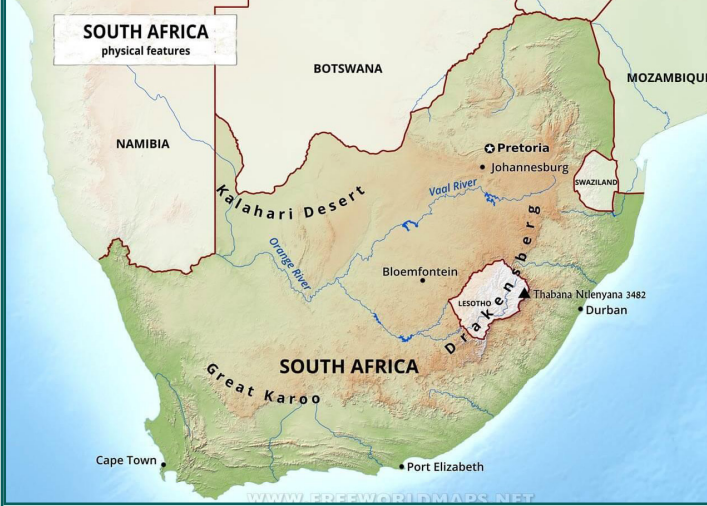 SOUTH AFRICA
physical features
BOTSWANA
MOZAMBIQU
NAMIBIA
Pretoria
Johannesburg
SWAZILAND
Kalahari Desert
Vaal River
Orange River
Bloemfontein
LESOTHO
Drakensberg
Thabana Ntlenyana 3482
Durban
SOUTH AFRICA
Great Karoo
Cape Town
Port Elizabeth
WWW.FREEWORLDMAPS.NET